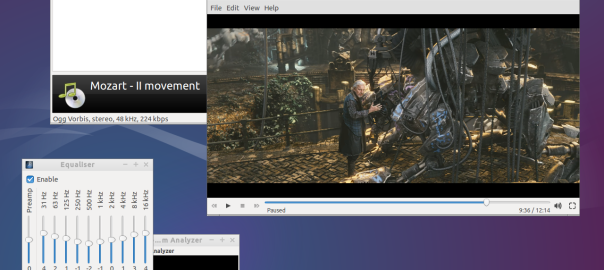 File Edit View Help
Mozart - II movement
Ogg Vorbis, stereo, 48 kHz, 224 kbps
Equaliser
Enable
Preamp 31 Hz 63 Hz 125 Hz 250 Hz 500 Hz 1 kHz 2 kHz 4 kHz 8 kHz 16 kHz
0 4 2 1 -1 -2 -1 0 1 3 4
Paused
9:36 / 12:14
...m Analyzer
nalyzer